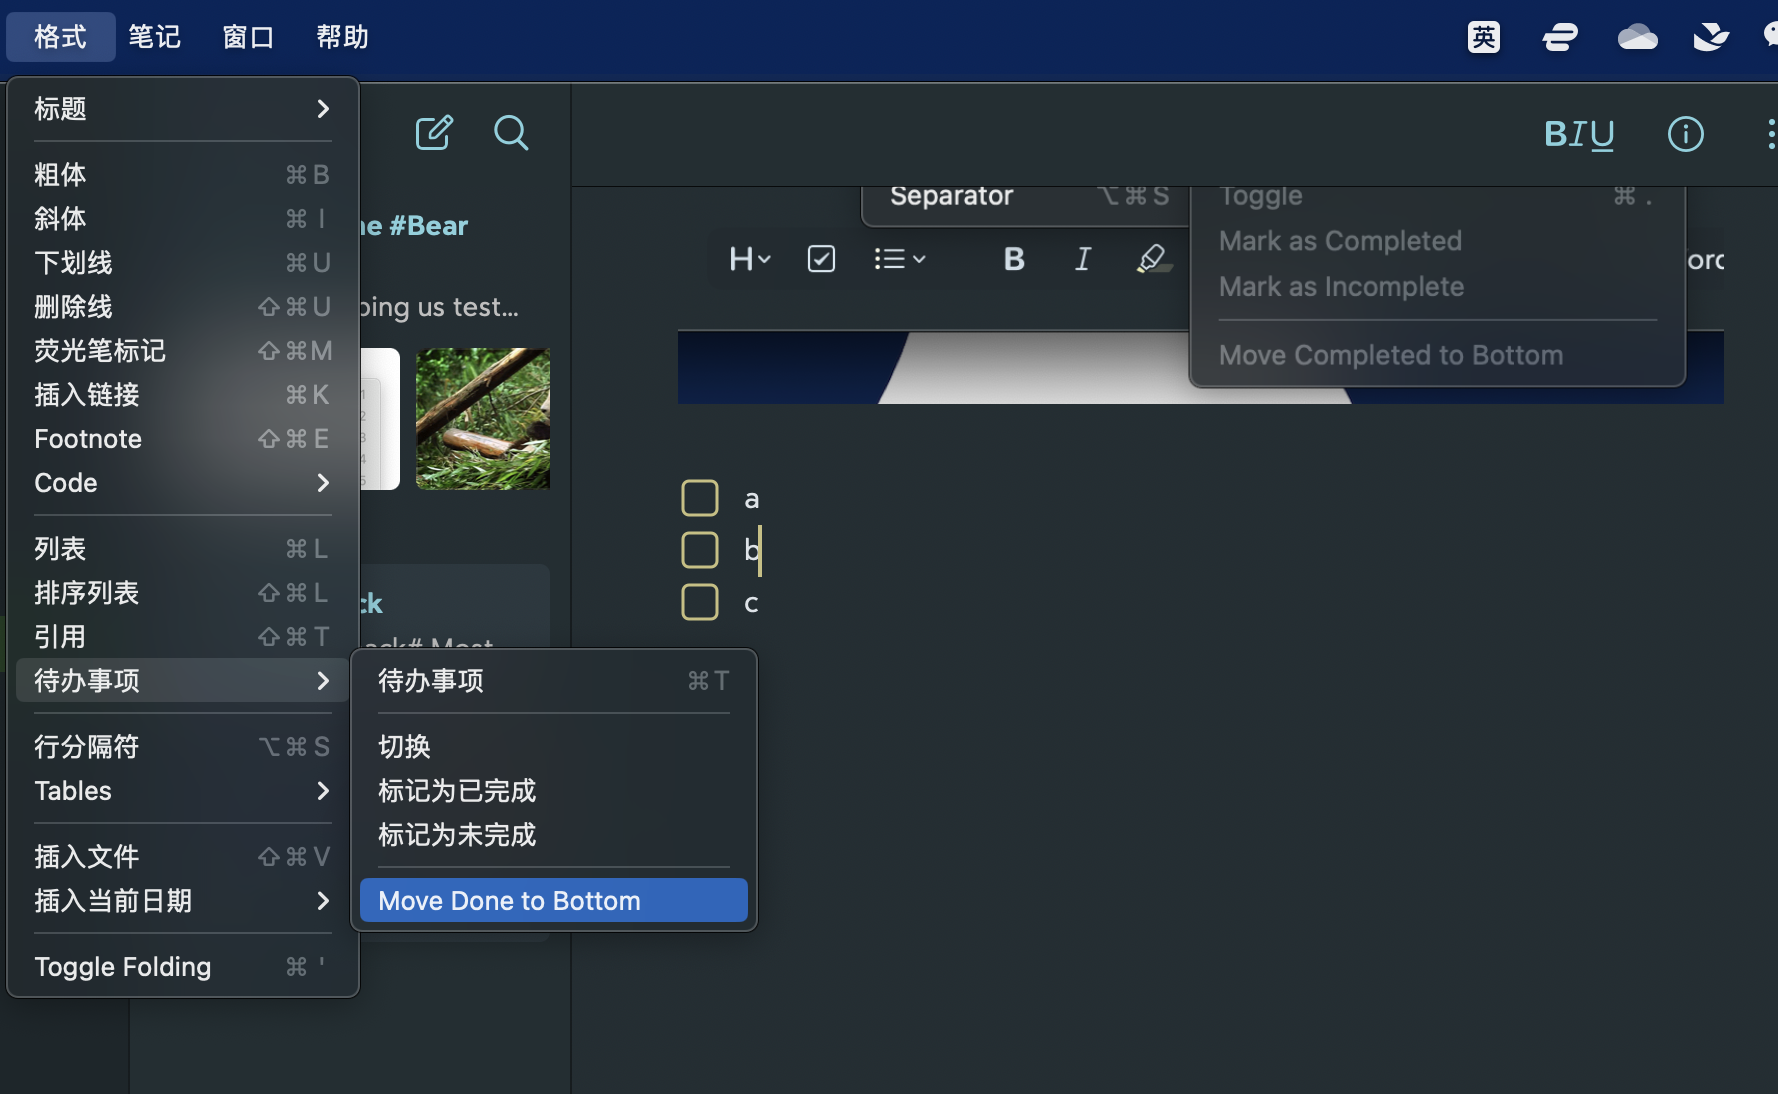 格式 笔记 窗口 帮助 英
标题
粗体 ⌘B
斜体 ⌘I
下划线 ⌘U
删除线 ⇧⌘U
荧光笔标记 ⇧⌘M
插入链接 ⌘K
Footnote ⇧⌘E
Code
列表 ⌘L
排序列表 ⇧⌘L
引用 ⇧⌘T
待办事项
行分隔符 ⌥⌘S
Tables
插入文件 ⇧⌘V
插入当前日期
Toggle Folding ⌘'
待办事项 ⌘T
切换
标记为已完成
标记为未完成
Move Done to Bottom
#Bear
us test...
BIU
Separator ⌥⌘S
Toggle ⌘.
Mark as Completed
Mark as Incomplete
Move Completed to Bottom
H B I
a
b
c